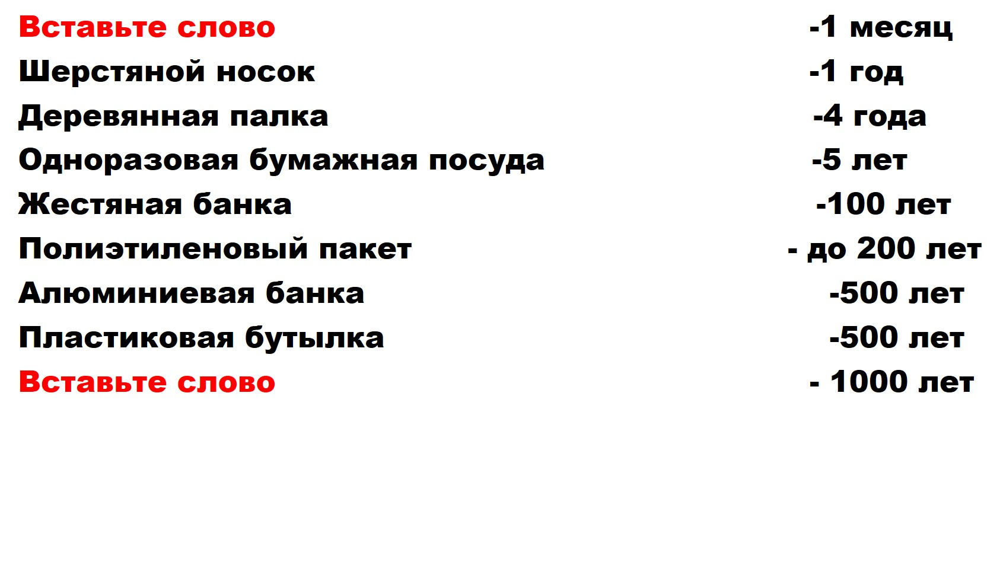 Вставьте слово -1 месяц
Шерстяной носок -1 год
Деревянная палка -4 года
Одноразовая бумажная посуда -5 лет
Жестяная банка -100 лет
Полиэтиленовый пакет - до 200 лет
Алюминиевая банка -500 лет
Пластиковая бутылка -500 лет
Вставьте слово - 1000 лет